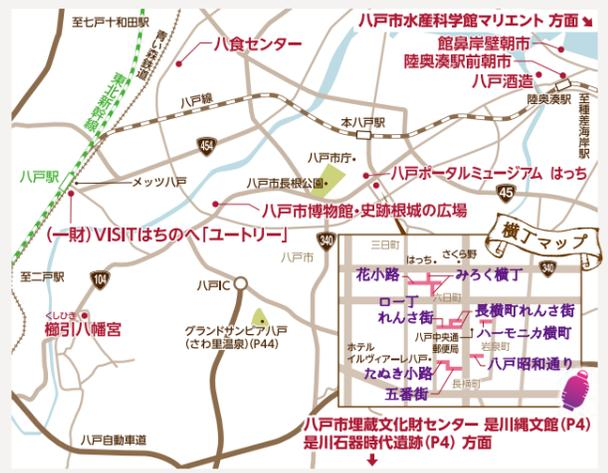 至七戸十和田駅
青い森鉄道
八戸市水産科学館マリエント 方面
八食センター
館鼻岸壁朝市
陸奥湊駅前朝市
八戸酒造
東北新幹線
八戸線
陸奥湊駅
至種差海岸駅
本八戸駅
454
八戸市庁
八戸駅
メッツ八戸
八戸市長根公園
八戸ポータルミュージアム はっち
45
八戸市博物館・史跡根城の広場
(一財)VISITはちのへ「ユートリー」
340
横丁マップ
三日町
八戸市
はっち
さくら野
340
至二戸駅
104
八戸IC
花小路
みろく横丁
六日町
ロー丁
れんさ街
長横町れんさ街
くしひき
櫛引八幡宮
グランドサンピア八戸
(さわ里温泉)(P44)
八戸中央通
郵便局
ハーモニカ横町
岩泉町
ホテル
イルヴィアーレ八戸
八戸昭和通り
たぬき小路
長横町
五番街
八戸自動車道
八戸市埋蔵文化財センター 是川縄文館(P4)
是川石器時代遺跡(P4) 方面